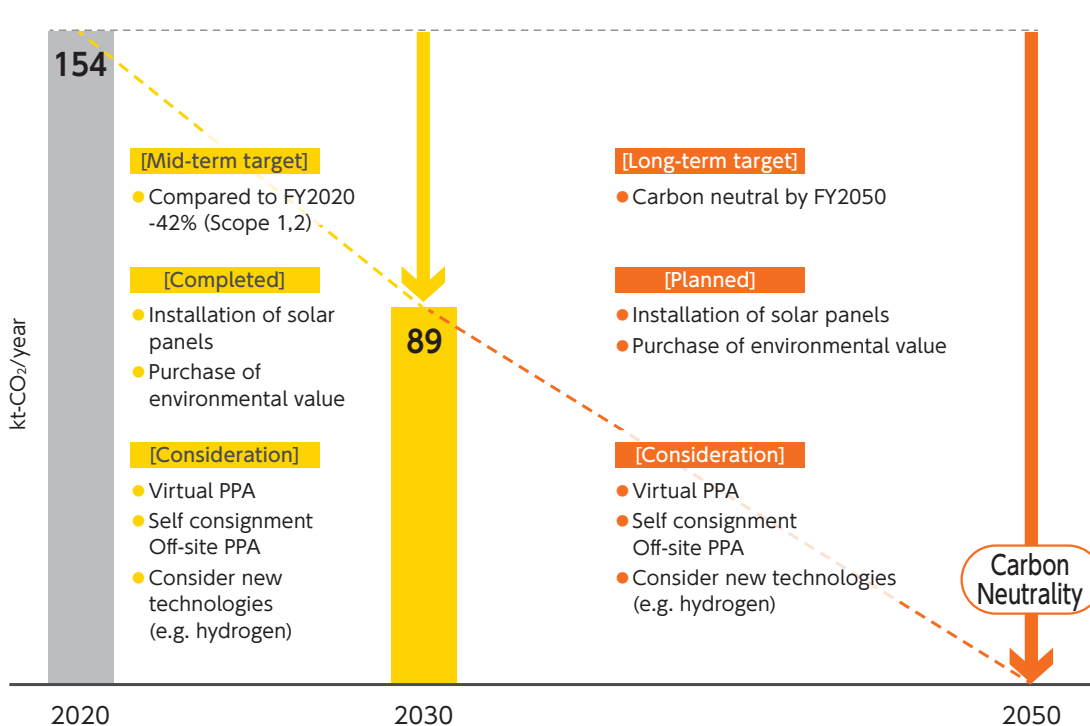 154
[Mid-term target]
● Compared to FY2020
-42% (Scope 1,2)
[Completed]
● Installation of solar
panels
● Purchase of
environmental value
[Consideration]
● Virtual PPA
● Self consignment
Off-site PPA
● Consider new
technologies
(e.g. hydrogen)
89
[Long-term target]
● Carbon neutral by FY2050
[Planned]
● Installation of solar panels
● Purchase of environmental value
[Consideration]
● Virtual PPA
● Self consignment
Off-site PPA
● Consider new technologies
(e.g. hydrogen)
Carbon
Neutrality
kt-CO₂/year
2020
2030
2050